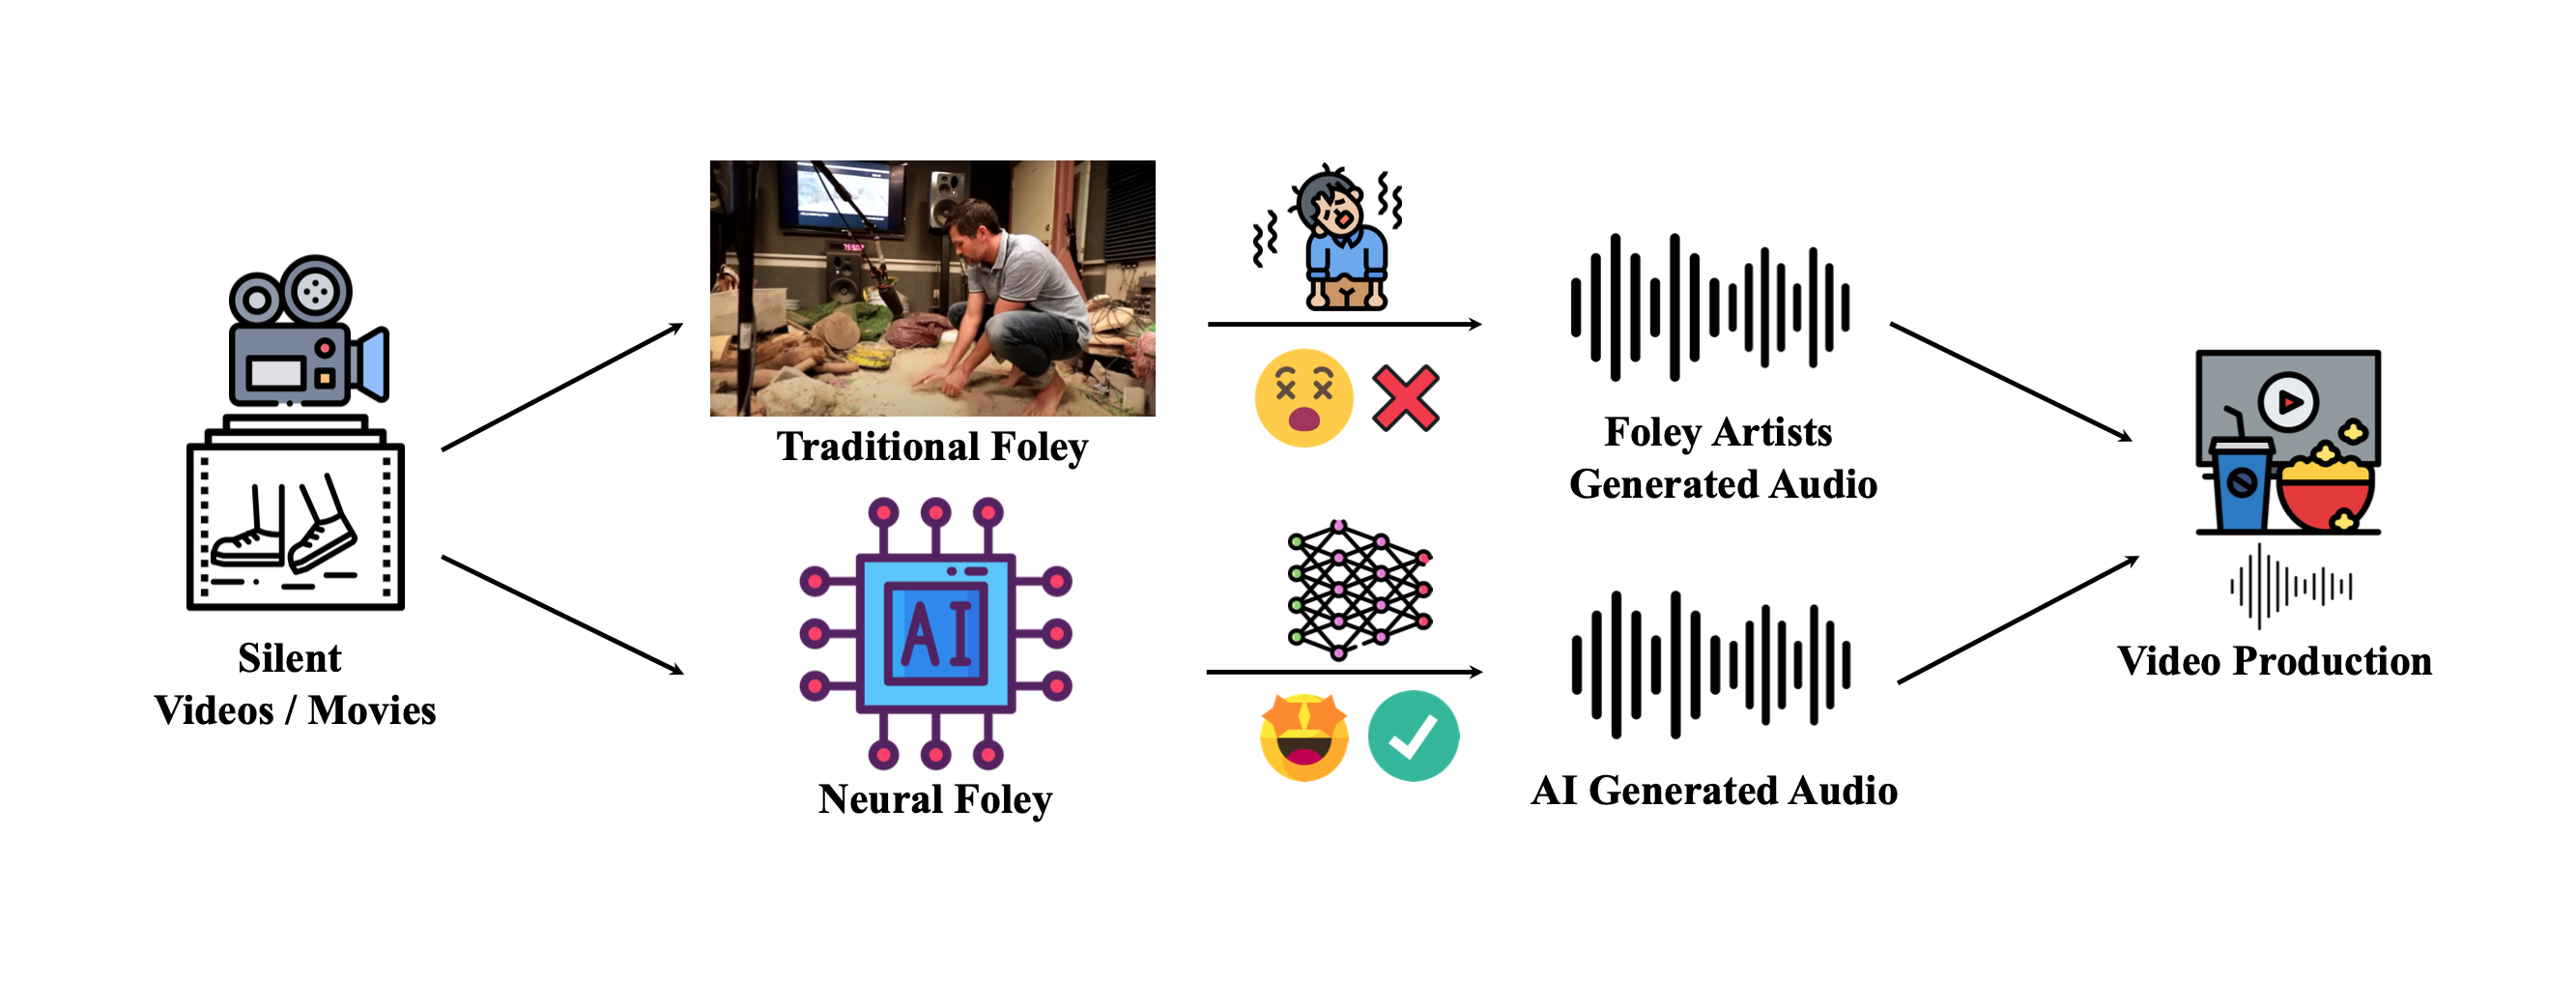 Silent
Videos / Movies
Traditional Foley
Neural Foley
AI
Foley Artists
Generated Audio
AI Generated Audio
Video Production